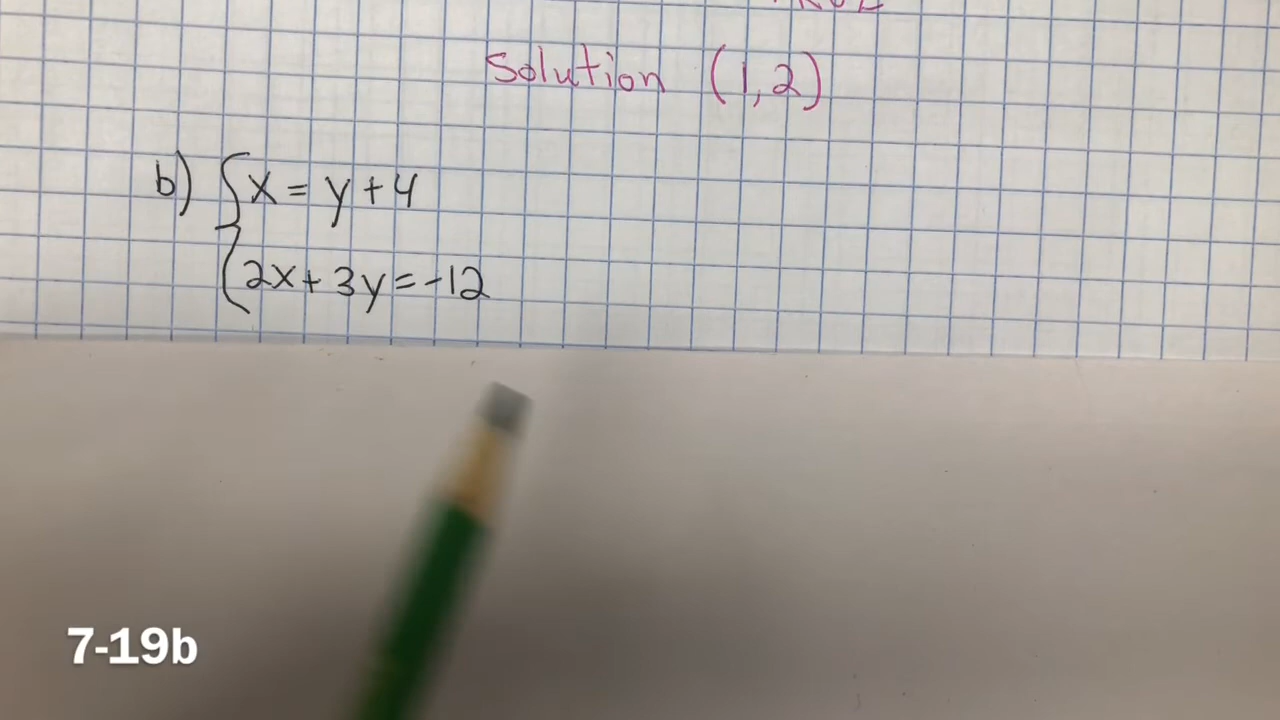 Solution (1,2)
b) x = y + 4
2x + 3y = -12
7-19b